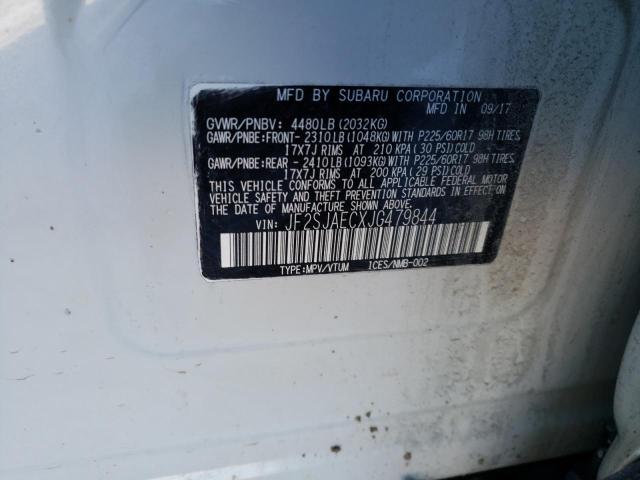 MFD BY SUBARU CORPORATION
MFD IN 09/17
GVWR/PNBV: 4480LB (2032KG)
GAWR/PNBE:FRONT- 2310LB (1048KG) WITH P225/60R17 98H TIRES,
17X7J RIMS AT 210 KPA (30 PSI) COLD
GAWR/PNBE:REAR - 2410LB (1093KG) WITH P225/60R17 98H TIRES,
17X7J RIMS AT 200 KPA (29 PSI) COLD
THIS VEHICLE CONFORMS TO ALL APPLICABLE FEDERAL MOTOR
VEHICLE SAFETY AND THEFT PREVENTION STANDARDS IN EFFECT ON
THE DATE OF MANUFACTURE SHOWN ABOVE.
VIN: JF2SJAECXJG479844
TYPE:MPV/VTUM ICES/NMB-002